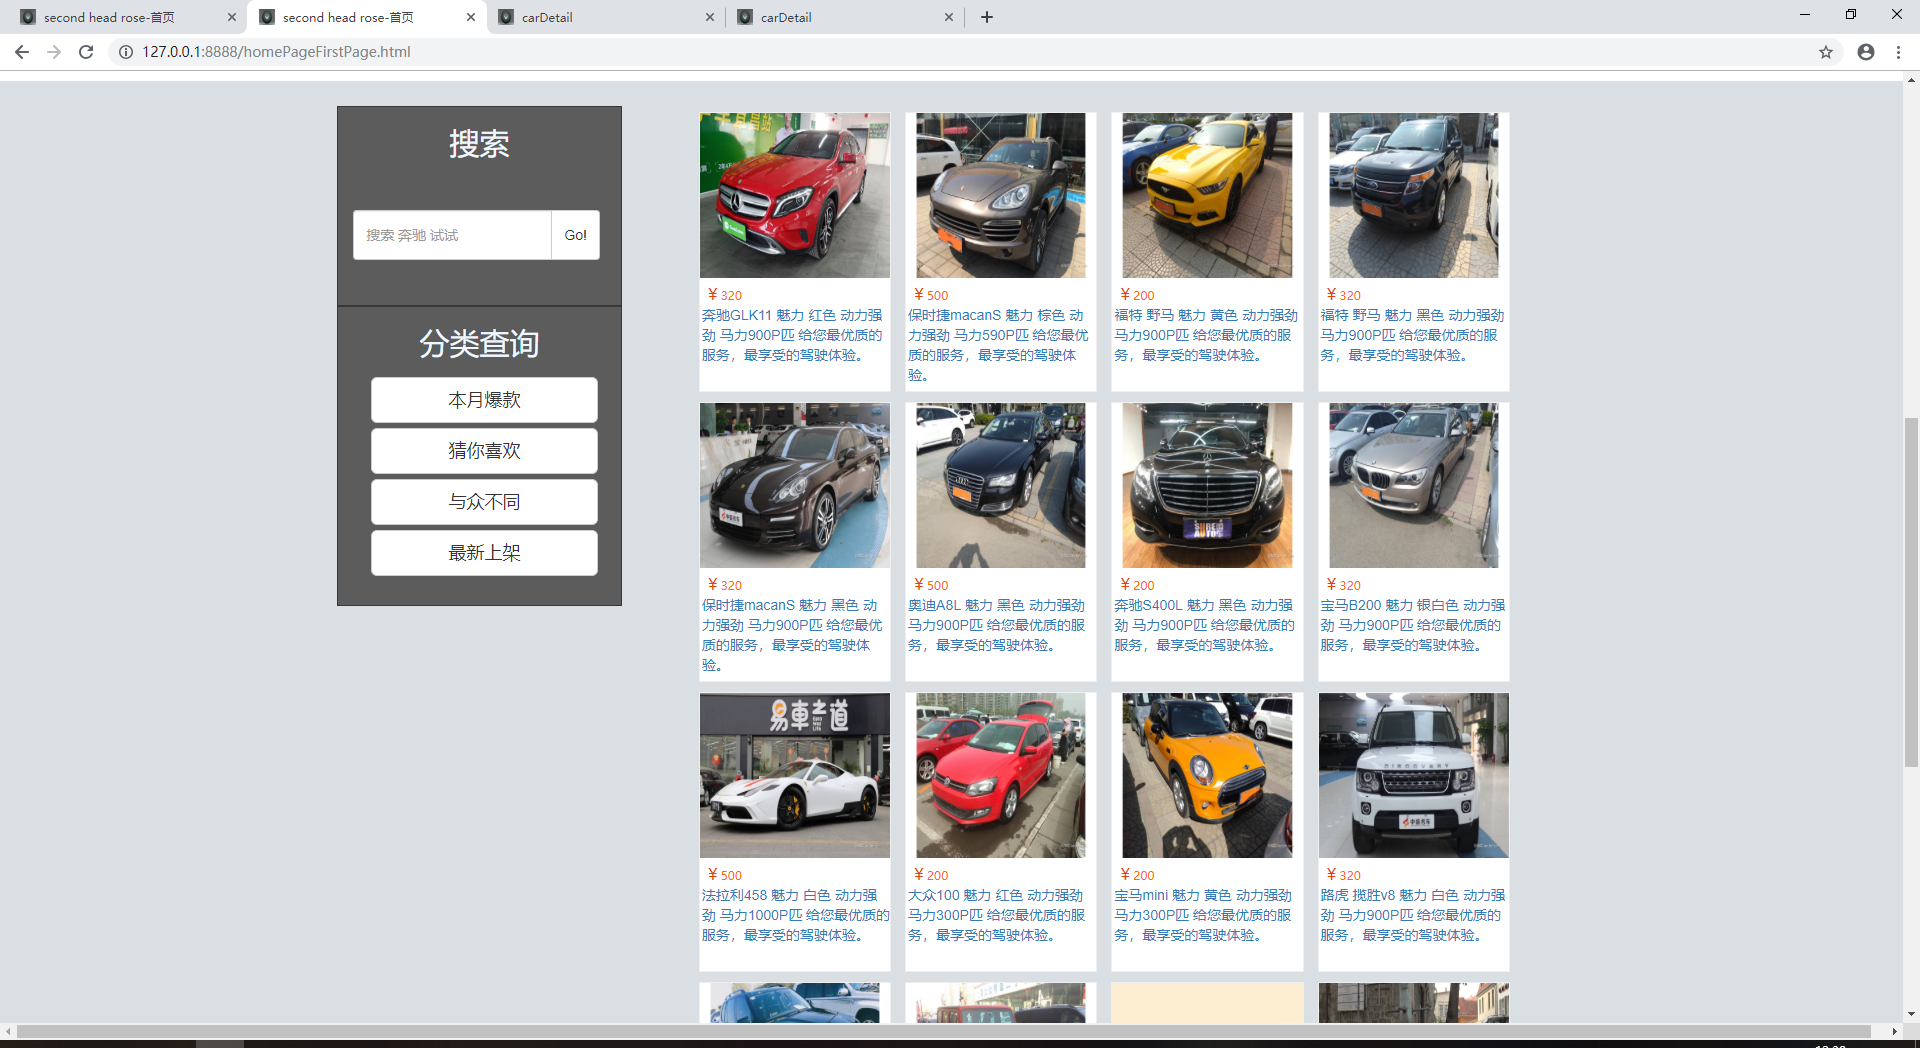 second head rose-首页
second head rose-首页
carDetail
carDetail
127.0.0.1:8888/homePageFirstPage.html
搜索
搜索 奔驰 试试
Go!
分类查询
本月爆款
猜你喜欢
与众不同
最新上架
¥ 320
奔驰GLK11 魅力 红色 动力强
劲 马力900P匹 给您最优质的
服务，最享受的驾驶体验。
¥ 500
保时捷macanS 魅力 棕色 动
力强劲 马力590P匹 给您最优
质的服务，最享受的驾驶体
验。
¥ 200
福特 野马 魅力 黄色 动力强劲
马力900P匹 给您最优质的服
务，最享受的驾驶体验。
¥ 320
福特 野马 魅力 黑色 动力强劲
马力900P匹 给您最优质的服
务，最享受的驾驶体验。
中振汽车
SUREIC
AUTO
¥ 320
保时捷macanS 魅力 黑色 动
力强劲 马力900P匹 给您最优
质的服务，最享受的驾驶体
验。
¥ 500
奥迪A8L 魅力 黑色 动力强劲
马力900P匹 给您最优质的服
务，最享受的驾驶体验。
¥ 200
奔驰S400L 魅力 黑色 动力强
劲 马力900P匹 给您最优质的
服务，最享受的驾驶体验。
¥ 320
宝马B200 魅力 银白色 动力强
劲 马力900P匹 给您最优质的
服务，最享受的驾驶体验。
易車之道
DISCOVERY
¥ 500
法拉利458 魅力 白色 动力强
劲 马力1000P匹 给您最优质的
服务，最享受的驾驶体验。
¥ 200
大众100 魅力 红色 动力强劲
马力300P匹 给您最优质的服
务，最享受的驾驶体验。
¥ 200
宝马mini 魅力 黄色 动力强劲
马力300P匹 给您最优质的服
务，最享受的驾驶体验。
¥ 320
路虎 揽胜v8 魅力 白色 动力强
劲 马力900P匹 给您最优质的
服务，最享受的驾驶体验。